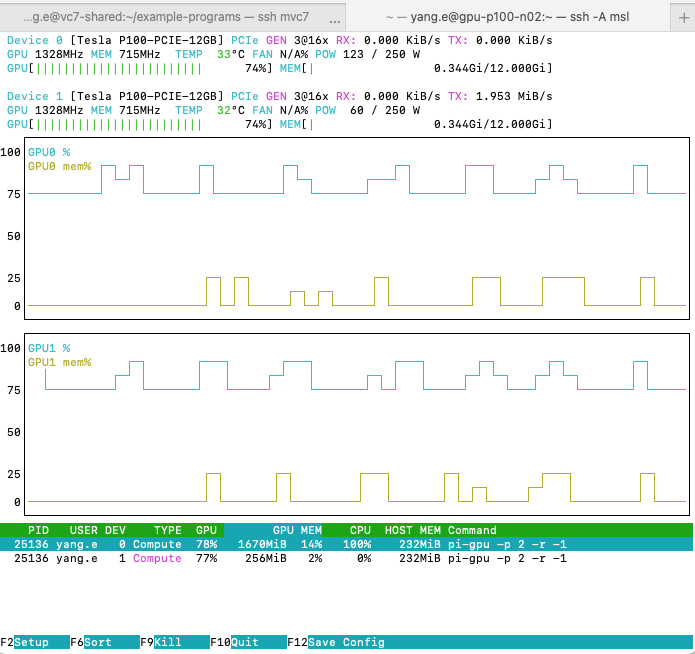 …g.e@vc7-shared:~/example-programs — ssh mvc7 ...
~ — yang.e@gpu-p100-n02:~ — ssh -A msl +
Device 0 [Tesla P100-PCIE-12GB] PCIe GEN 3@16x RX: 0.000 KiB/s TX: 0.000 KiB/s
GPU 1328MHz MEM 715MHz TEMP 33°C FAN N/A% POW 123 / 250 W
GPU[||||||||||||||||||||||||| 74%] MEM[| 0.344Gi/12.000Gi]
Device 1 [Tesla P100-PCIE-12GB] PCIe GEN 3@16x RX: 0.000 KiB/s TX: 1.953 MiB/s
GPU 1328MHz MEM 715MHz TEMP 32°C FAN N/A% POW 60 / 250 W
GPU[||||||||||||||||||||||||| 74%] MEM[| 0.344Gi/12.000Gi]
100 GPU0 %
GPU0 mem%
75
50
25
0
100 GPU1 %
GPU1 mem%
75
50
25
0
PID USER DEV TYPE GPU GPU MEM CPU HOST MEM Command
25136 yang.e 0 Compute 78% 1670MiB 14% 100% 232MiB pi-gpu -p 2 -r -1
25136 yang.e 1 Compute 77% 256MiB 2% 0% 232MiB pi-gpu -p 2 -r -1
F2Setup F6Sort F9Kill F10Quit F12Save Config